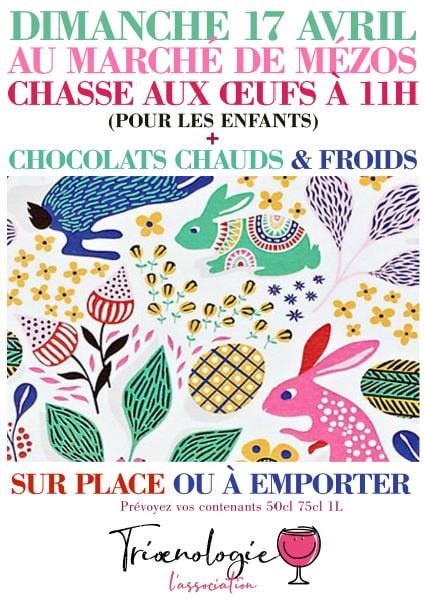 DIMANCHE 17 AVRIL
AU MARCHÉ DE MÉZOS
CHASSE AUX ŒUFS À 11H
(POUR LES ENFANTS)
+
CHOCOLATS CHAUDS & FROIDS
SUR PLACE OU À EMPORTER
Prévoyez vos contenants 50cl 75cl 1L
Triœnologie
l'association